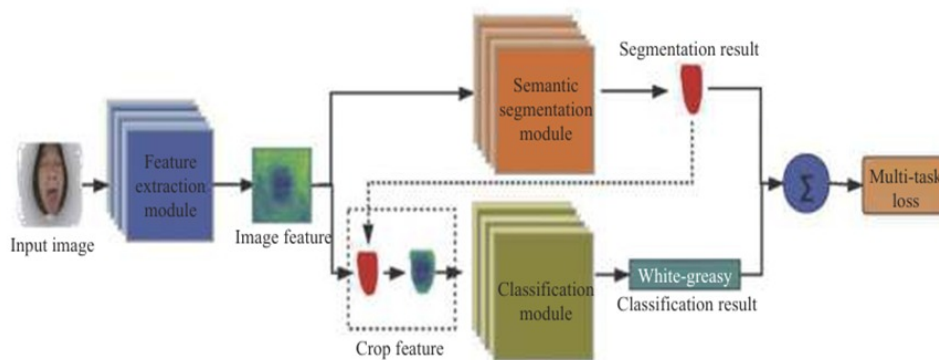 Segmentation result
Semantic
segmentation
module
Feature
extraction
module
Σ
Multi-task
loss
Input image
Image feature
Classification
module
White-greasy
Classification result
Crop feature